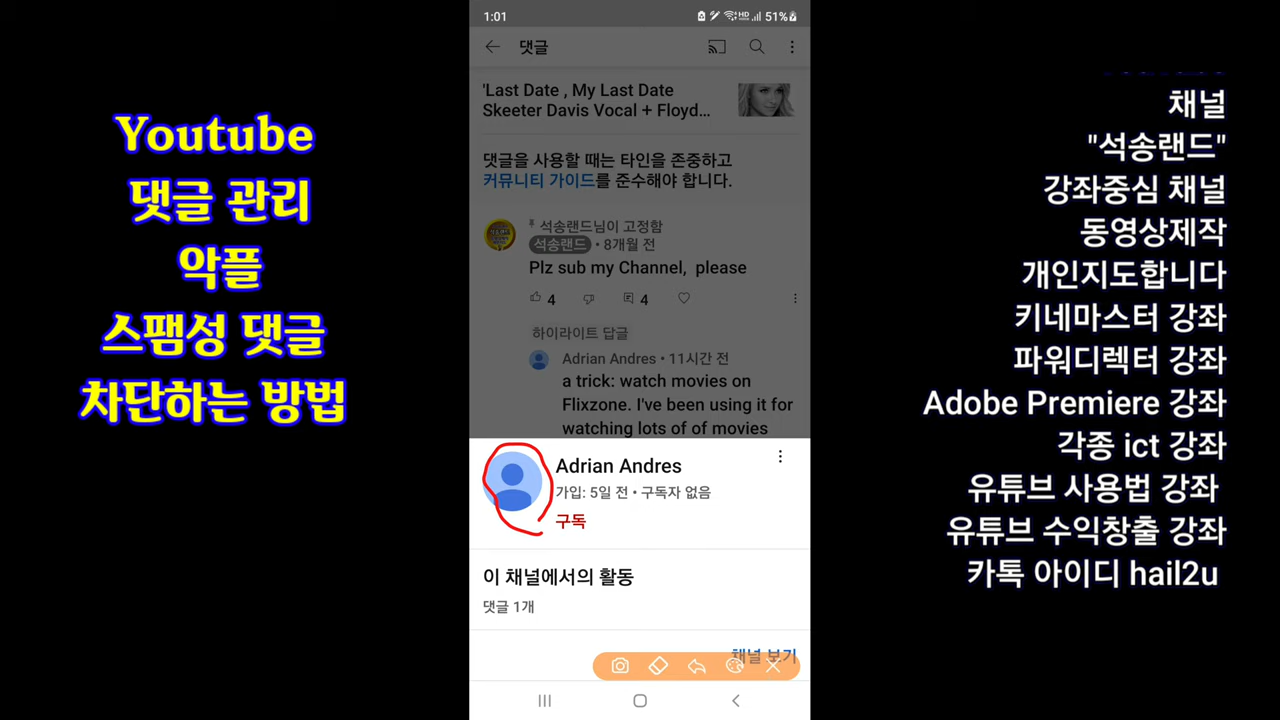 Youtube
댓글 관리
악플
스팸성 댓글
차단하는 방법
1:01
51%
댓글
'Last Date , My Last Date
Skeeter Davis Vocal + Floyd...
댓글을 사용할 때는 타인을 존중하고
커뮤니티 가이드를 준수해야 합니다.
석송랜드님이 고정함
석송랜드 • 8개월 전
Plz sub my Channel, please
4 4
하이라이트 답글
Adrian Andres • 11시간 전
a trick: watch movies on
Flixzone. I've been using it for
watching lots of of movies
Adrian Andres
가입: 5일 전 • 구독자 없음
구독
이 채널에서의 활동
댓글 1개
채널 보기
채널
"석송랜드"
강좌중심 채널
동영상제작
개인지도합니다
키네마스터 강좌
파워디렉터 강좌
Adobe Premiere 강좌
각종 ict 강좌
유튜브 사용법 강좌
유튜브 수익창출 강좌
카톡 아이디 hail2u